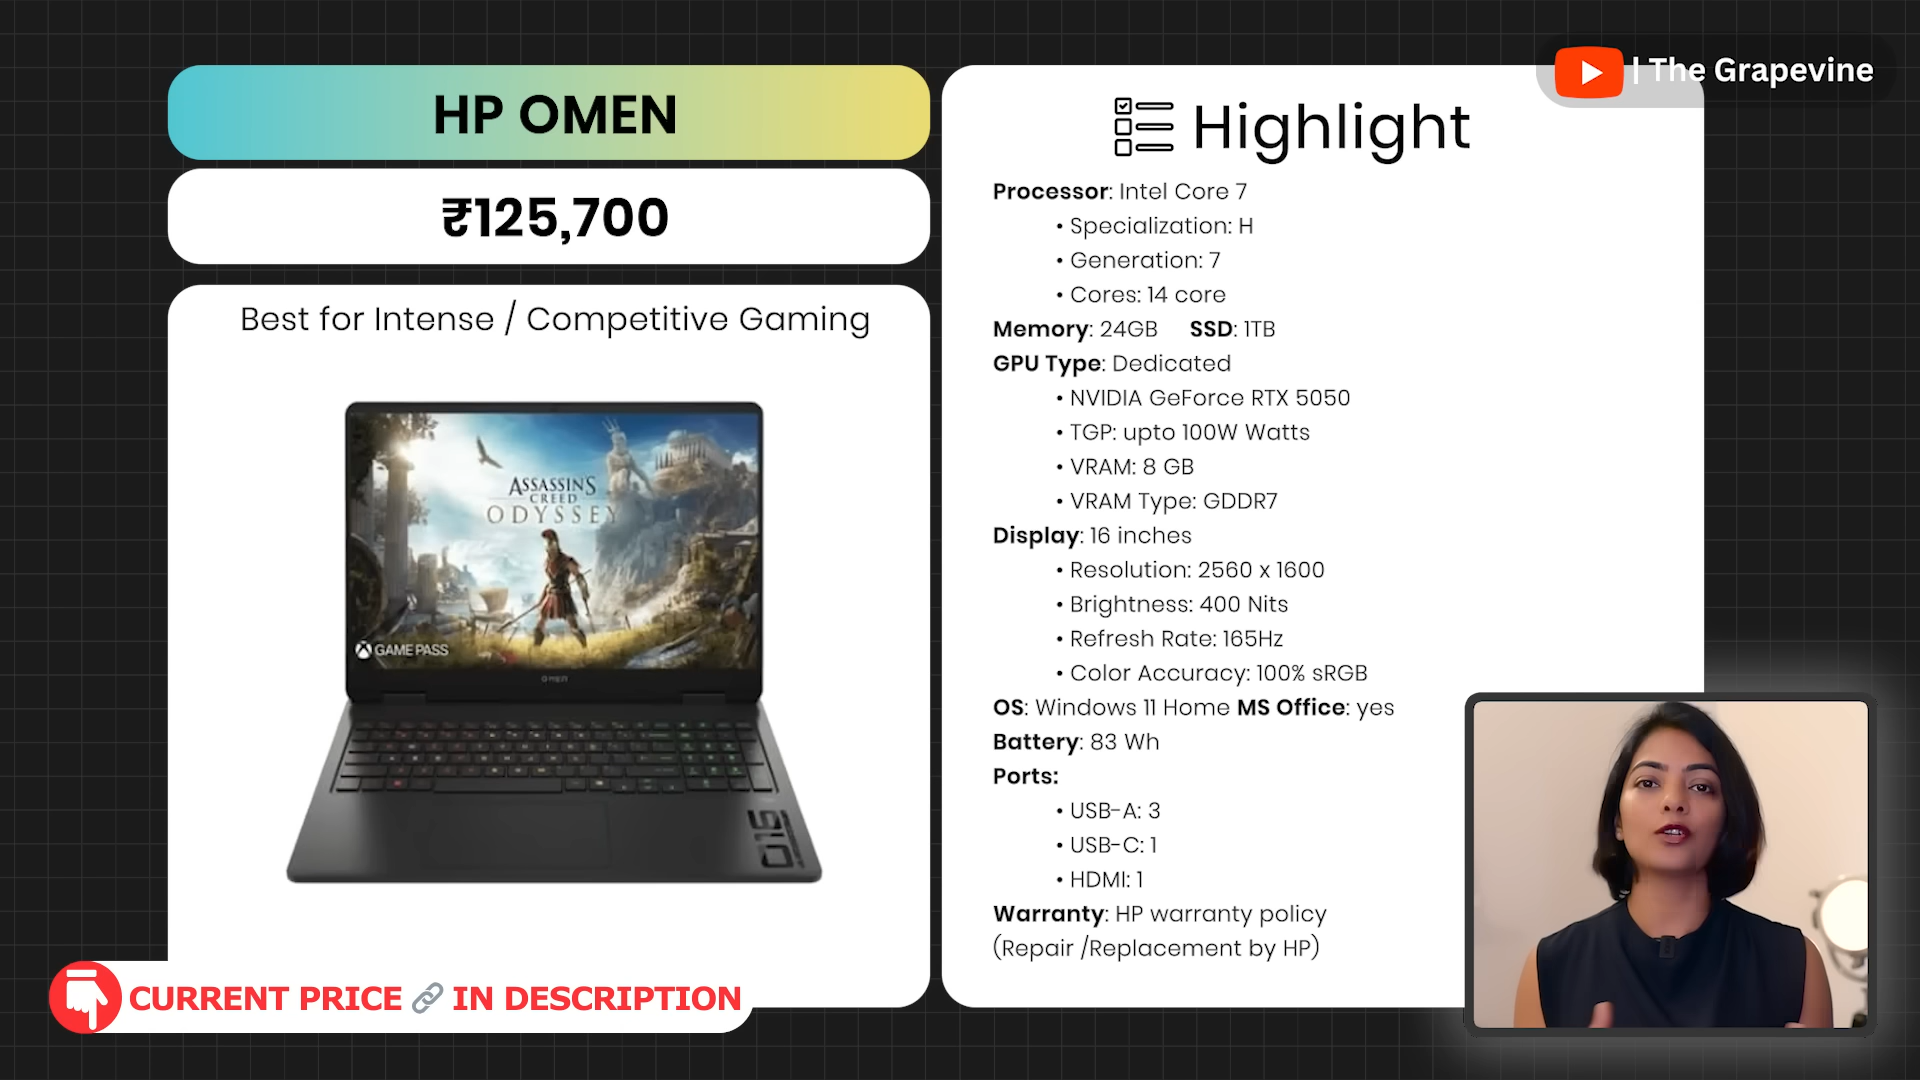 | The Grapevine
HP OMEN
₹125,700
Best for Intense / Competitive Gaming
ASSASSIN'S
CREED
ODYSSEY
GAME PASS
OMEN
Highlight
Processor: Intel Core 7
• Specialization: H
• Generation: 7
• Cores: 14 core
Memory: 24GB SSD: 1TB
GPU Type: Dedicated
• NVIDIA GeForce RTX 5050
• TGP: upto 100W Watts
• VRAM: 8 GB
• VRAM Type: GDDR7
Display: 16 inches
• Resolution: 2560 x 1600
• Brightness: 400 Nits
• Refresh Rate: 165Hz
• Color Accuracy: 100% sRGB
OS: Windows 11 Home MS Office: yes
Battery: 83 Wh
Ports:
• USB-A: 3
• USB-C: 1
• HDMI: 1
Warranty: HP warranty policy
(Repair /Replacement by HP)
CURRENT PRICE 🔗 IN DESCRIPTION